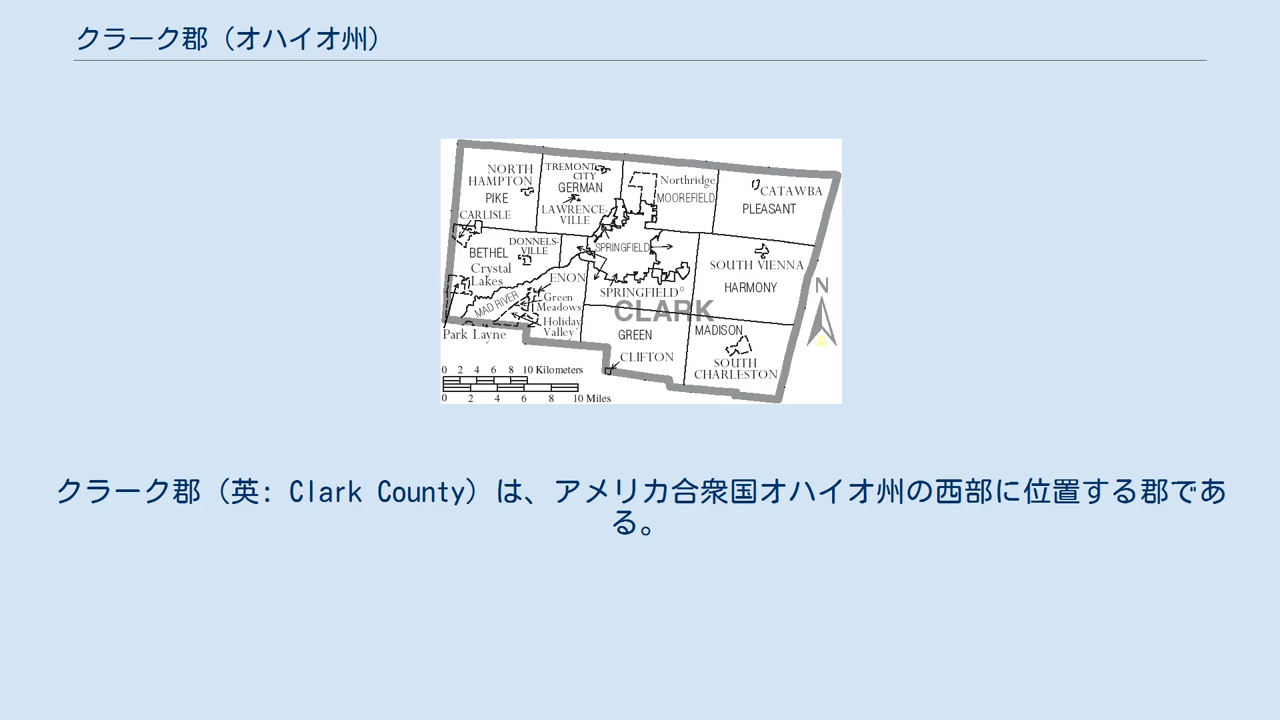 クラーク郡（オハイオ州）
NORTH
HAMPTON
PIKE
CARLISLE
TREMONT
CITY
GERMAN
LAWRENCE-
VILLE
Northridge
MOOREFIELD
CATAWBA
PLEASANT
BETHEL
DONNELS-
VILLE
Crystal
Lakes
SPRINGFIELD
ENON
SPRINGFIELD
SOUTH VIENNA
HARMONY
MAD RIVER
Green
Meadows
Holiday
Valley
Park Layne
CLARK
GREEN
MADISON
CLIFTON
SOUTH
CHARLESTON
N
0 2 4 6 8 10 Kilometers
0 2 4 6 8 10 Miles
クラーク郡（英: Clark County）は、アメリカ合衆国オハイオ州の西部に位置する郡であ
る。